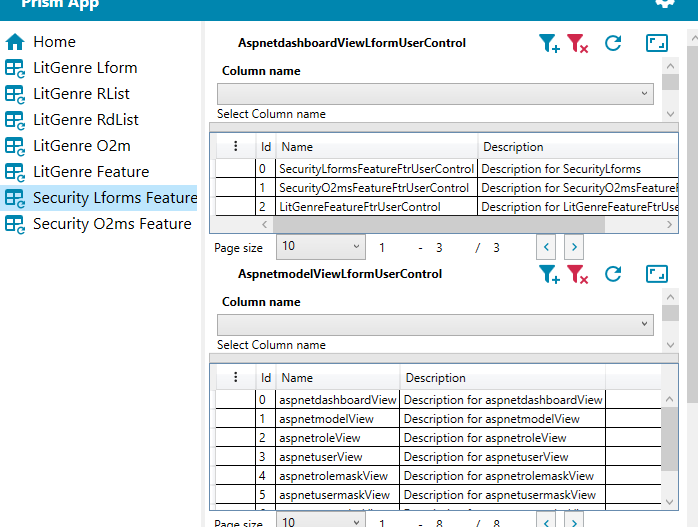 Prism App
Home
LitGenre Lform
LitGenre RList
LitGenre RdList
LitGenre O2m
LitGenre Feature
Security Lforms Feature
Security O2ms Feature
AspnetdashboardViewLformUserControl
Column name
Select Column name
Id Name Description
0 SecurityLformsFeatureFtrUserControl Description for SecurityLforms
1 SecurityO2msFeatureFtrUserControl Description for SecurityO2msFeatureF
2 LitGenreFeatureFtrUserControl Description for LitGenreFeatureFtrUse
Page size 10 1 - 3 / 3
AspnetmodelViewLformUserControl
Column name
Select Column name
Id Name Description
0 aspnetdashboardView Description for aspnetdashboardView
1 aspnetmodelView Description for aspnetmodelView
2 aspnetroleView Description for aspnetroleView
3 aspnetuserView Description for aspnetuserView
4 aspnetrolemaskView Description for aspnetrolemaskView
5 aspnetusermaskView Description for aspnetusermaskView
Page size 10 1 - 8 / 8